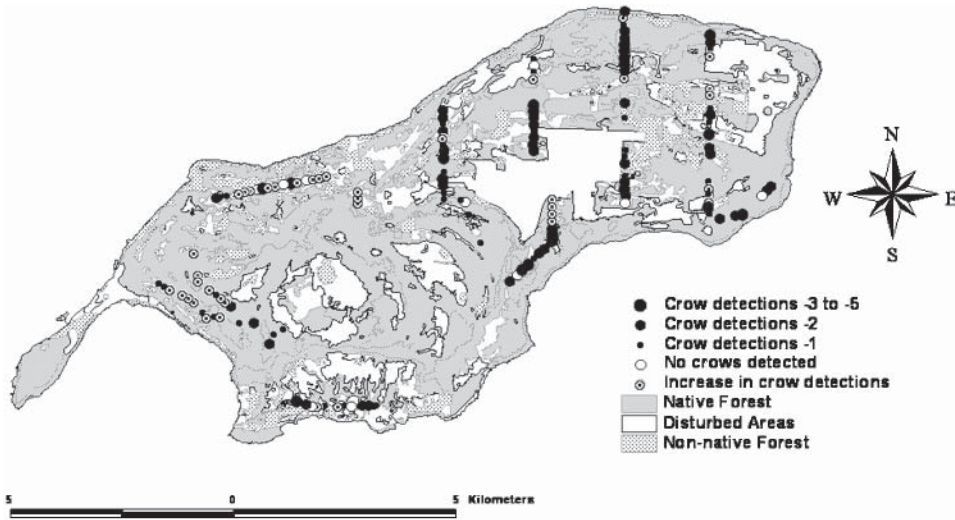 N
W E
S
Crow detections -3 to -5
Crow detections -2
Crow detections -1
No crows detected
Increase in crow detections
Native Forest
Disturbed Areas
Non-native Forest
5 0 5 Kilometers